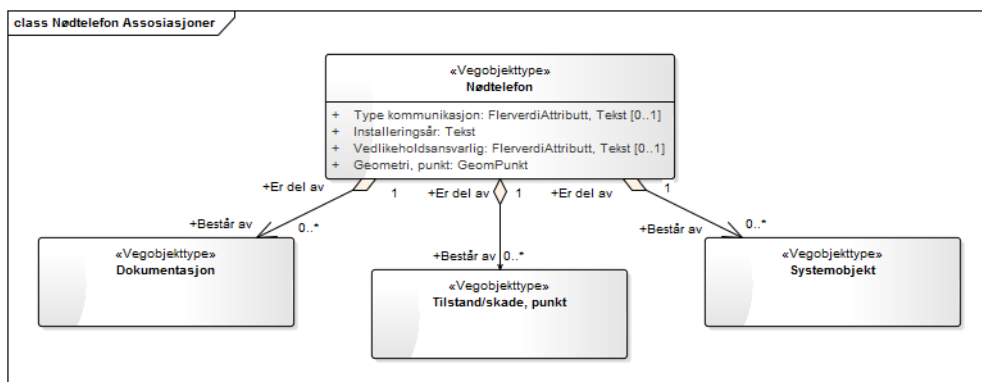 class Nødtelefon Assosiasjoner
«Vegobjekttype»
Nødtelefon
+ Type kommunikasjon: FlerverdiAttributt, Tekst [0..1]
+ Installeringsår: Tekst
+ Vedlikeholdsansvarlig: FlerverdiAttributt, Tekst [0..1]
+ Geometri, punkt: GeomPunkt
+Er del av 1
+Er del av 1
+Er del av 1
+Består av 0..*
+Består av 0..*
+Består av 0..*
«Vegobjekttype»
Dokumentasjon
«Vegobjekttype»
Tilstand/skade, punkt
«Vegobjekttype»
Systemobjekt